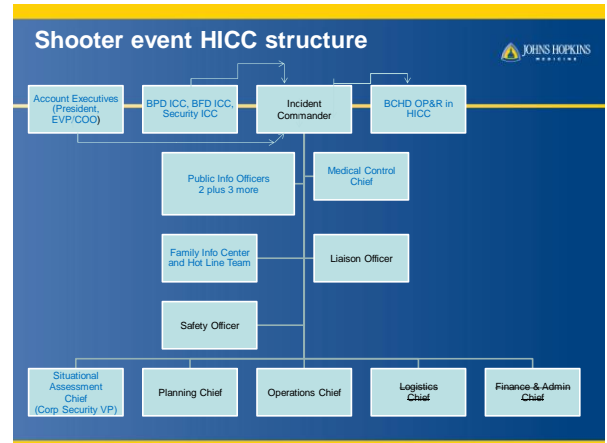 Shooter event HICC structure
JOHNS HOPKINS
MEDICINE
Account Executives
(President,
EVP/COO)
BPD ICC, BFD ICC,
Security ICC
Incident
Commander
BCHD OP&R in
HICC
Public Info Officers
2 plus 3 more
Medical Control
Chief
Family Info Center
and Hot Line Team
Liaison Officer
Safety Officer
Situational
Assessment
Chief
(Corp Security VP)
Planning Chief
Operations Chief
Logistics
Chief
Finance & Admin
Chief